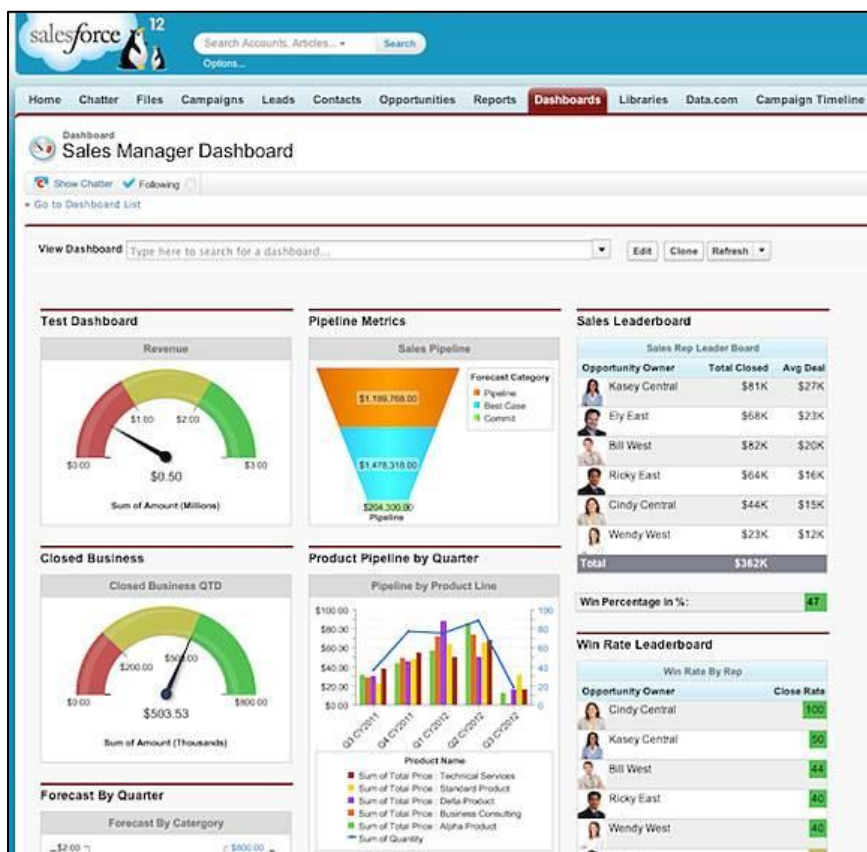 salesforce 12
Search Accounts, Articles... Search
Options...
Home Chatter Files Campaigns Leads Contacts Opportunities Reports Dashboards Libraries Data.com Campaign Timeline
Dashboard
Sales Manager Dashboard
Show Chatter Following
Go to Dashboard List
View Dashboard Type here to search for a dashboard... Edit Clone Refresh
Test Dashboard
Revenue
$1.00 $2.00
$0.00 $3.00
$0.50
Sum of Amount (Millions)
Pipeline Metrics
Sales Pipeline
Forecast Category
Pipeline
Best Case
Commit
$1,189,768.00
$1,478,318.00
$204,300.00
Pipeline
Sales Leaderboard
Sales Rep Leader Board
Opportunity Owner Total Closed Avg Deal
Kasey Central $81K $27K
Ely East $68K $23K
Bill West $82K $20K
Ricky East $64K $16K
Cindy Central $44K $15K
Wendy West $23K $12K
Total $362K
Closed Business
Closed Business QTD
$200.00 $500.00
$0.00 $800.00
$503.53
Sum of Amount (Thousands)
Product Pipeline by Quarter
Pipeline by Product Line
$100.00 100
$80.00 80
$60.00 60
$40.00 40
$20.00 20
$0.00 0
Q3 CY2011 Q4 CY2011 Q1 CY2012 Q2 CY2012 Q3 CY2012
Product Name
Sum of Total Price : Technical Services
Sum of Total Price : Standard Product
Sum of Total Price : Delta Product
Sum of Total Price : Business Consulting
Sum of Total Price : Alpha Product
Sum of Quantity
Win Percentage in %: 47
Win Rate Leaderboard
Win Rate By Rep
Opportunity Owner Close Rate
Cindy Central 100
Kasey Central 50
Bill West 44
Ricky East 40
Wendy West 40
Forecast By Quarter
Forecast By Catergory
$2.00 $800.00